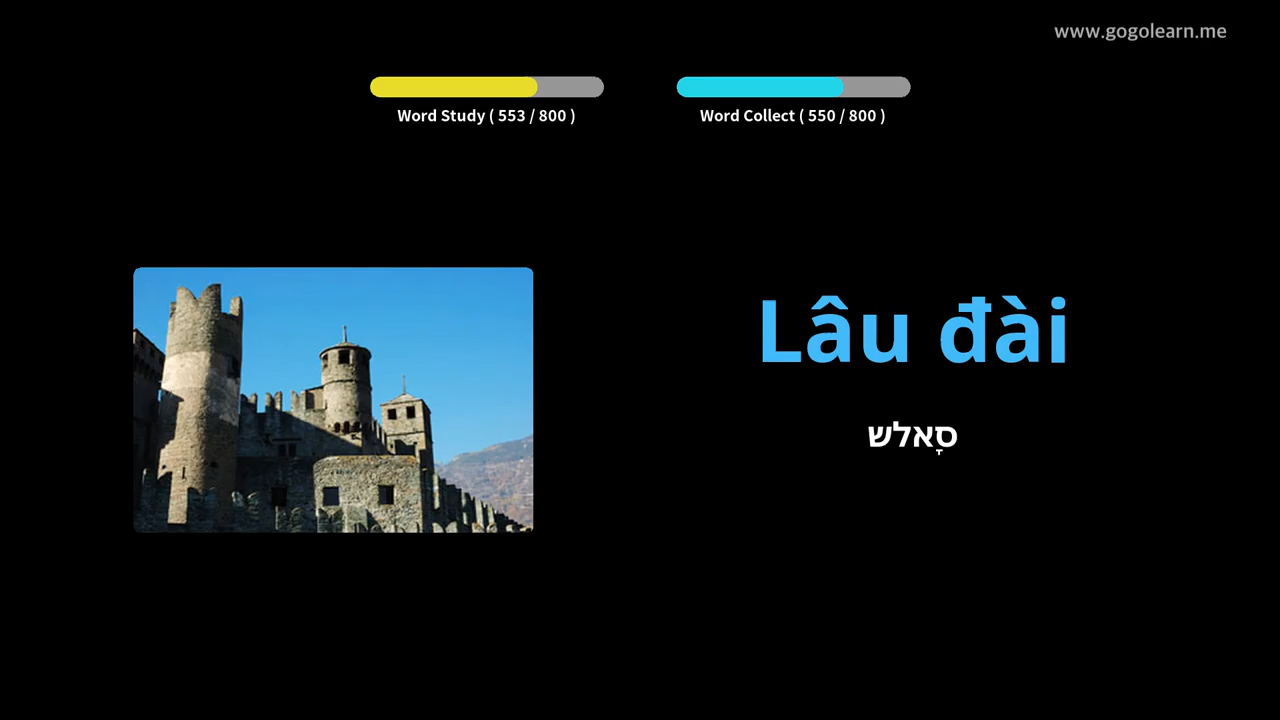 www.gogolearn.me
Word Study ( 553 / 800 )
Word Collect ( 550 / 800 )
Lâu đài
סָאלש